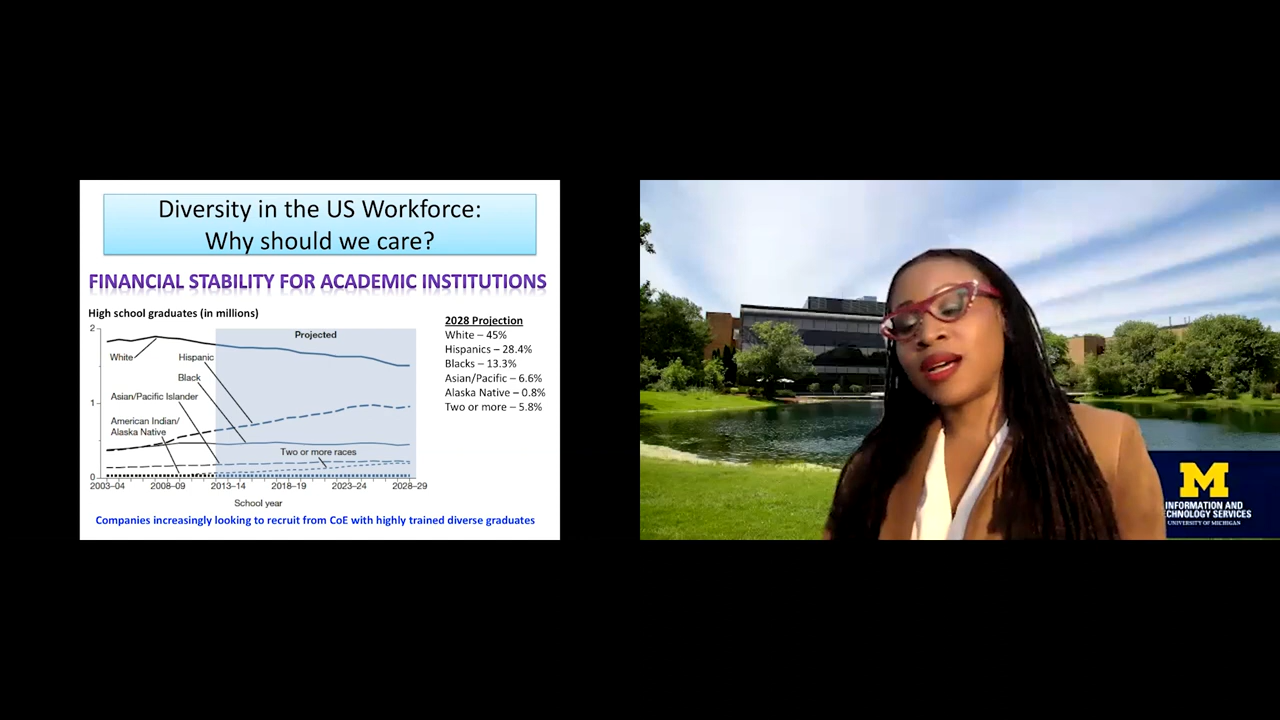 Diversity in the US Workforce:
Why should we care?
FINANCIAL STABILITY FOR ACADEMIC INSTITUTIONS
High school graduates (in millions)
2
1
0
Projected
White
Hispanic
Black
Asian/Pacific Islander
American Indian/
Alaska Native
Two or more races
2003–04
2008–09
2013–14
2018–19
2023–24
2028–29
School year
2028 Projection
White – 45%
Hispanics – 28.4%
Blacks – 13.3%
Asian/Pacific – 6.6%
Alaska Native – 0.8%
Two or more – 5.8%
Companies increasingly looking to recruit from CoE with highly trained diverse graduates
M
INFORMATION AND
CHNOLOGY SERVICES
UNIVERSITY OF MICHIGAN